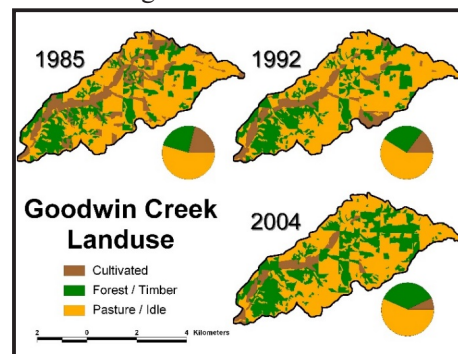 1985
1992
Goodwin Creek
Landuse
2004
Cultivated
Forest / Timber
Pasture / Idle
2 0 2 4 Kilometers